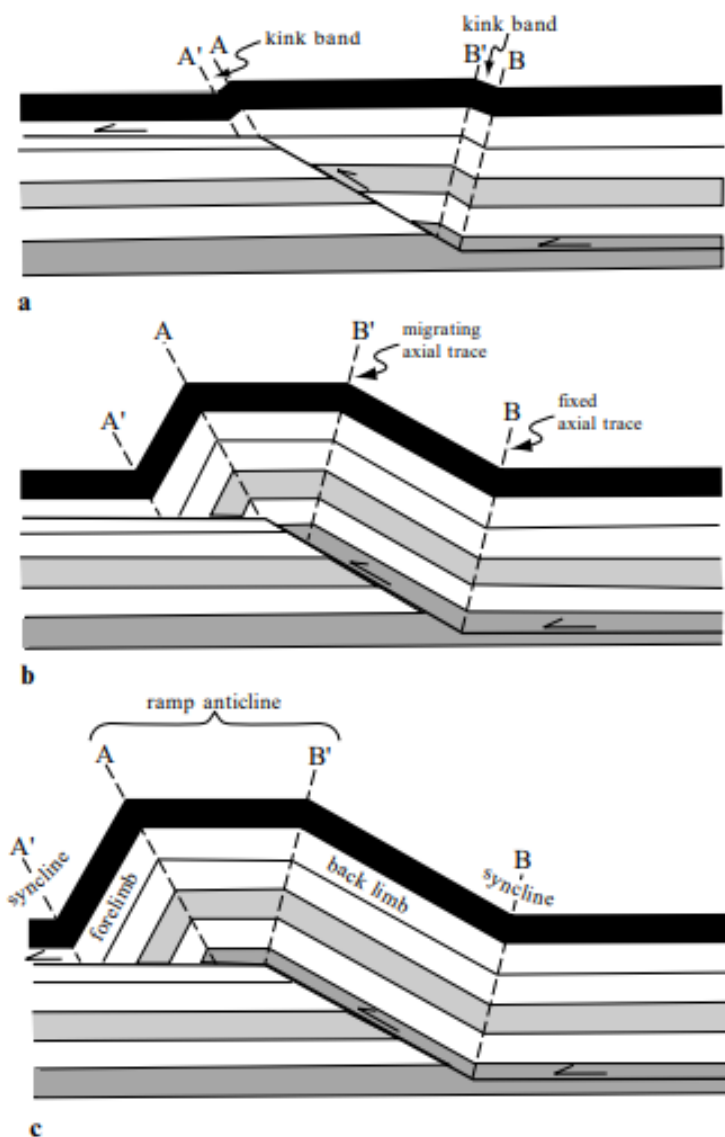 A' A kink band
kink band
B' B
a
A
B'
migrating
axial trace
A'
B
fixed
axial trace
b
ramp anticline
A
B'
A'
syncline
forelimb
back limb
B
syncline
c